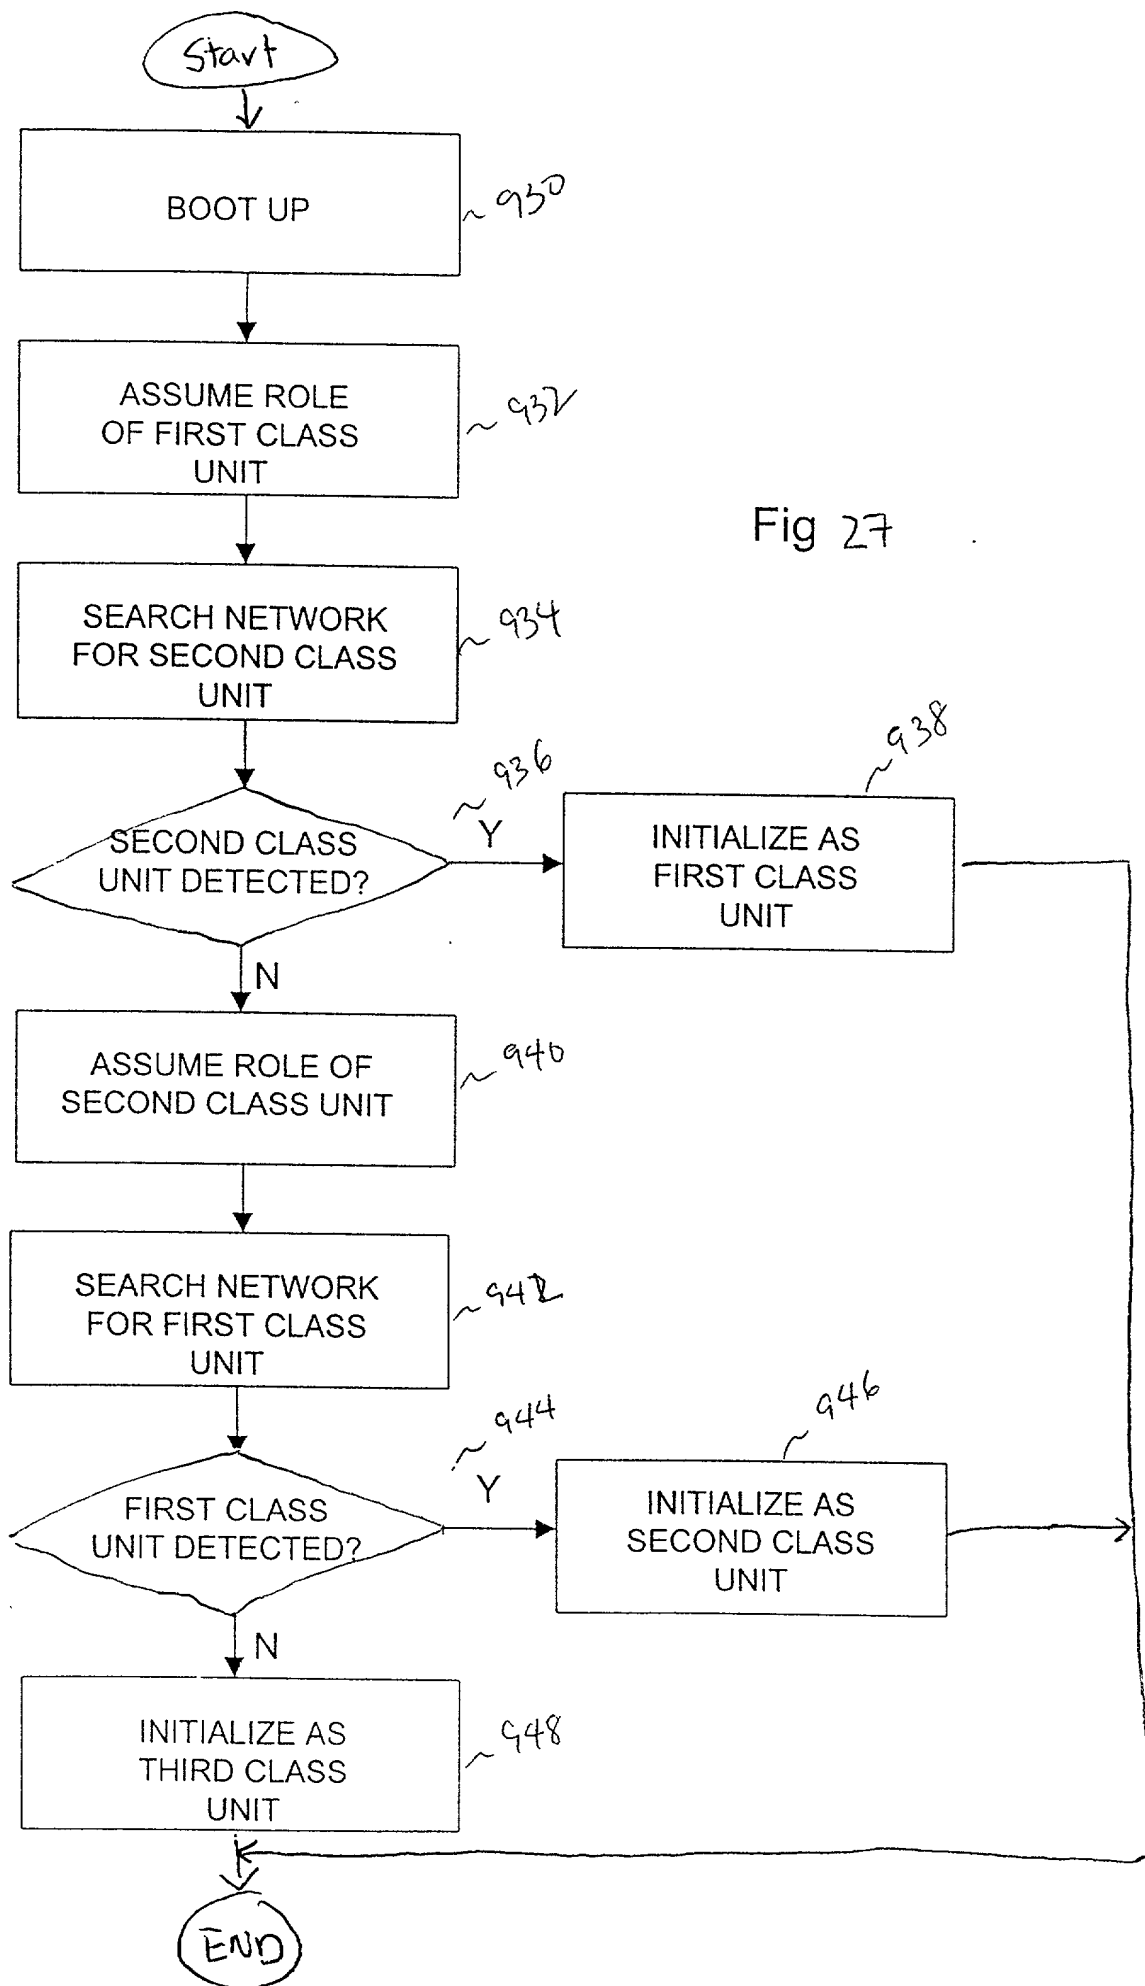 Start
BOOT UP
930
ASSUME ROLE
OF FIRST CLASS
UNIT
932
Fig 27
SEARCH NETWORK
FOR SECOND CLASS
UNIT
934
SECOND CLASS
UNIT DETECTED?
936
Y
INITIALIZE AS
FIRST CLASS
UNIT
938
N
ASSUME ROLE OF
SECOND CLASS UNIT
940
SEARCH NETWORK
FOR FIRST CLASS
UNIT
942
FIRST CLASS
UNIT DETECTED?
944
Y
INITIALIZE AS
SECOND CLASS
UNIT
946
N
INITIALIZE AS
THIRD CLASS
UNIT
948
END